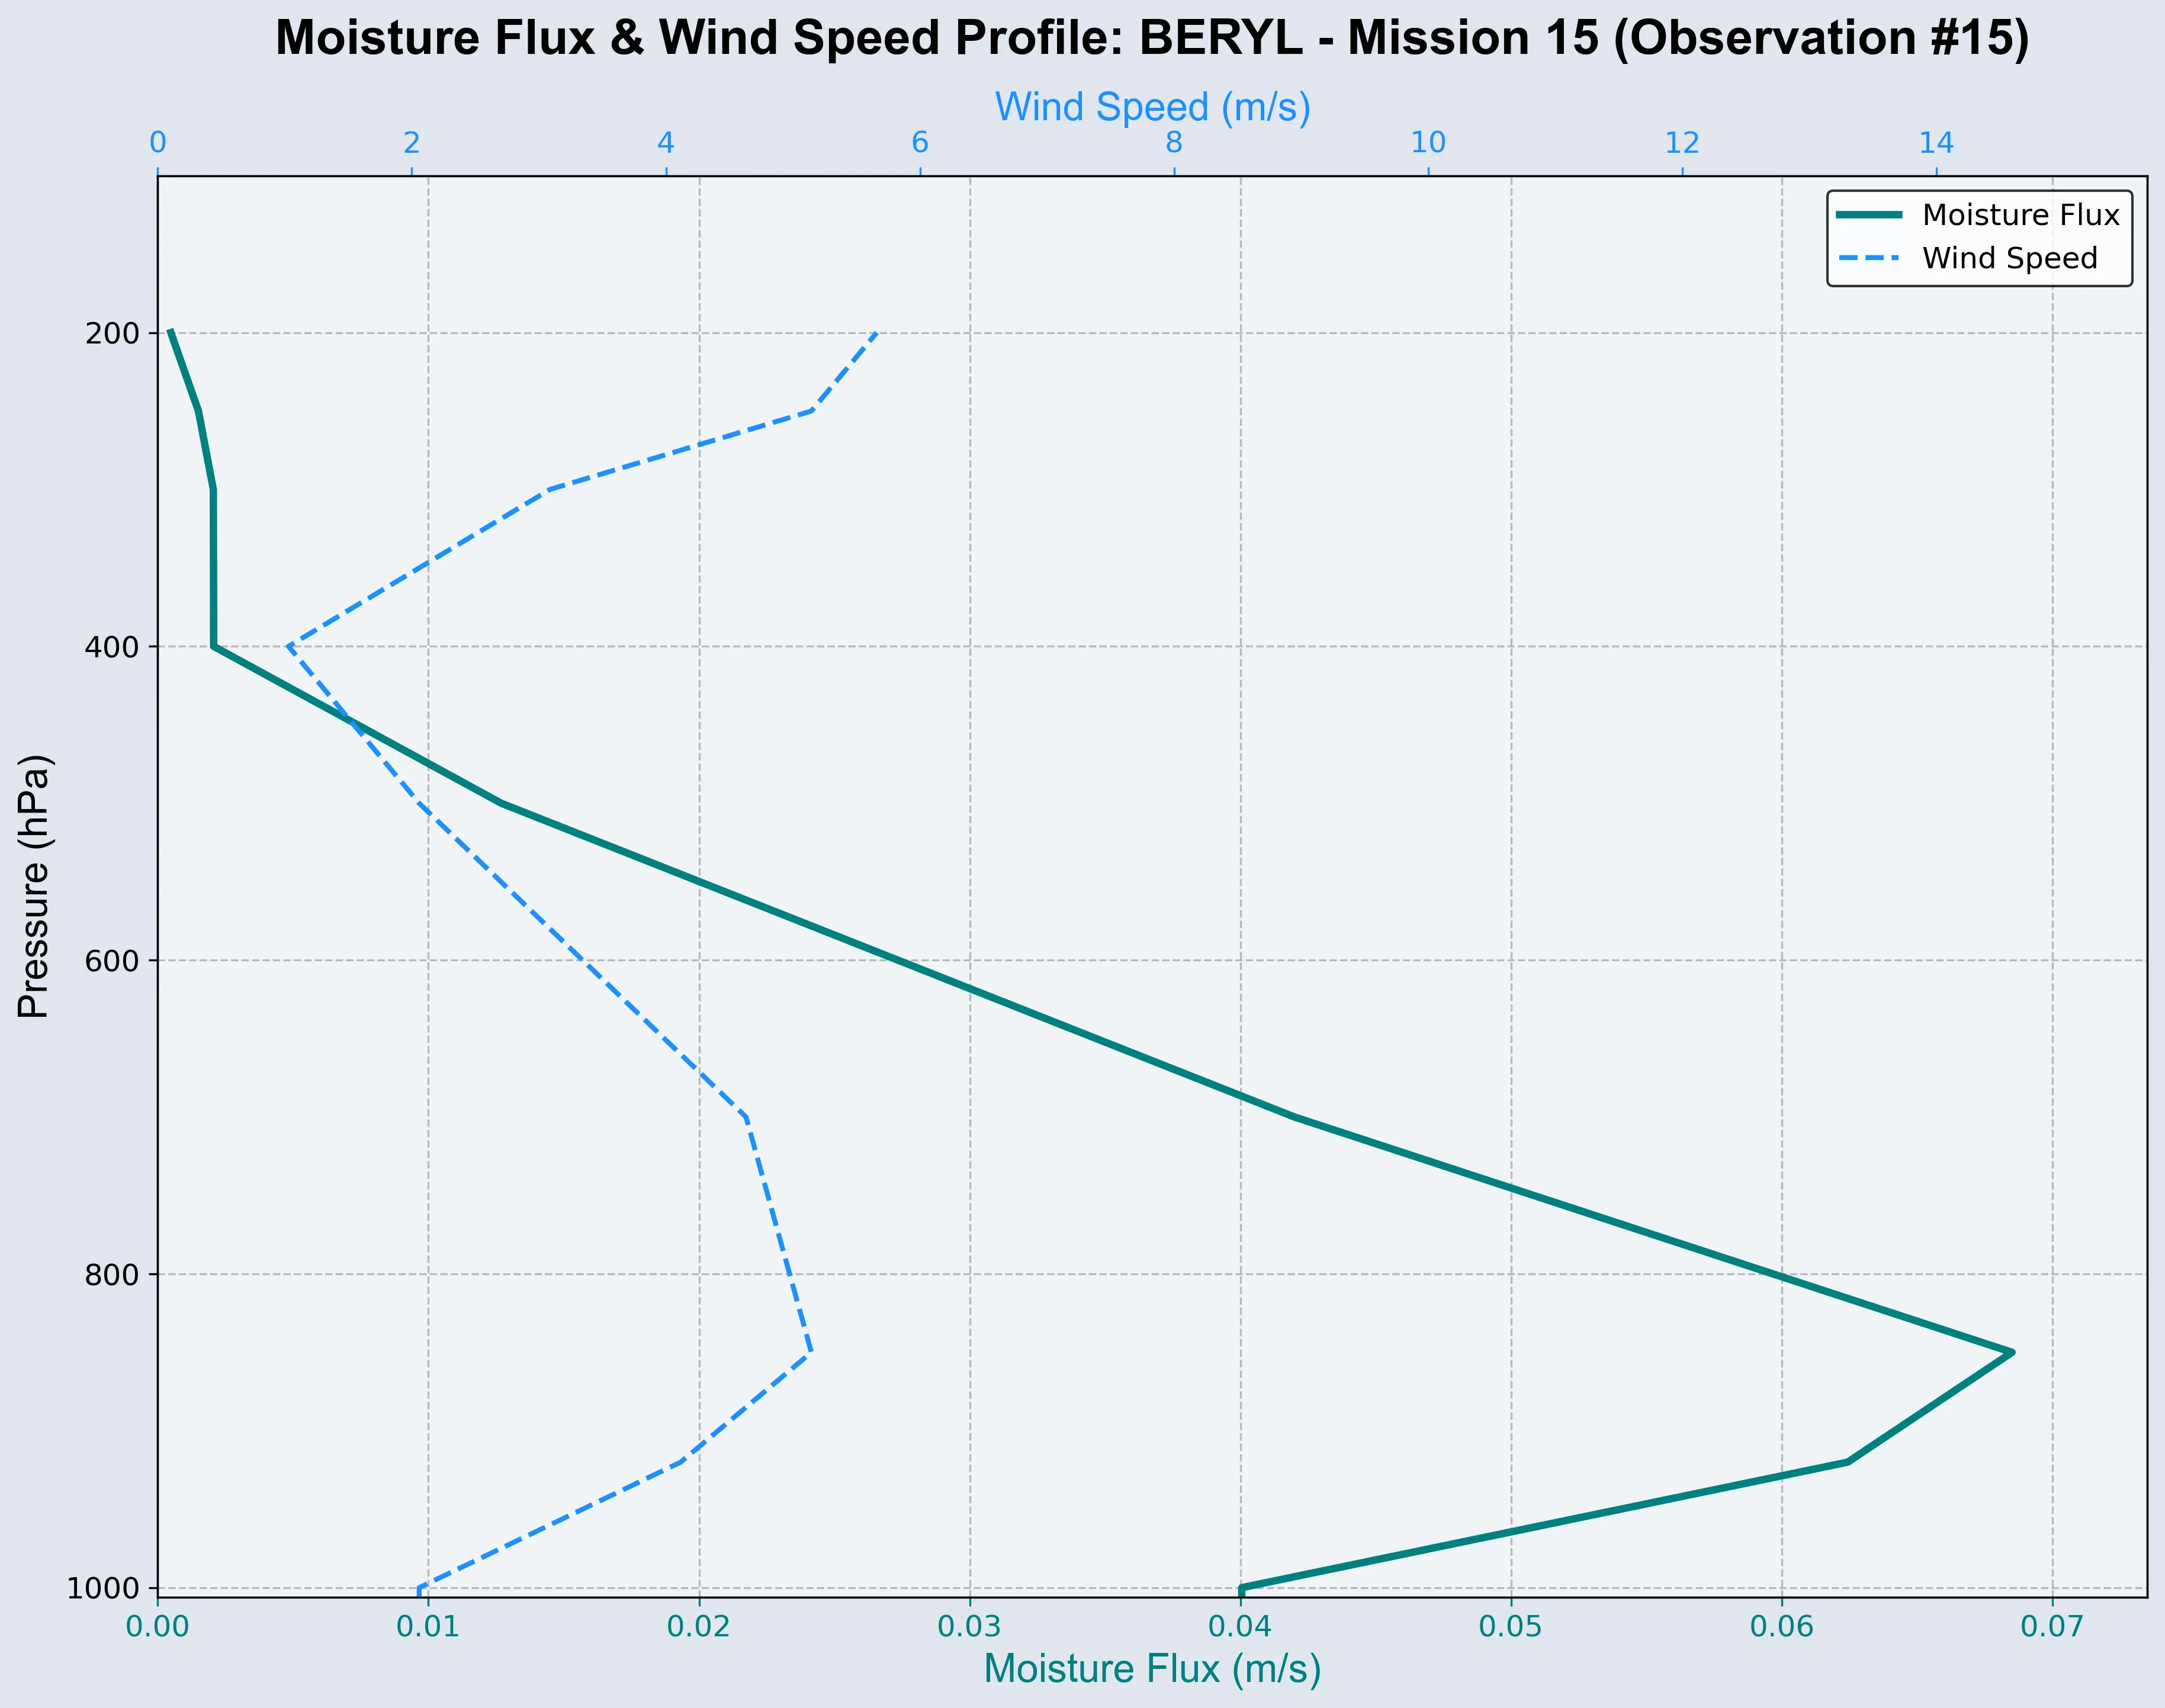 Moisture Flux & Wind Speed Profile: BERYL - Mission 15 (Observation #15)
Wind Speed (m/s)
0 2 4 6 8 10 12 14
Moisture Flux
Wind Speed
200
400
600
800
1000
Pressure (hPa)
0.00 0.01 0.02 0.03 0.04 0.05 0.06 0.07
Moisture Flux (m/s)